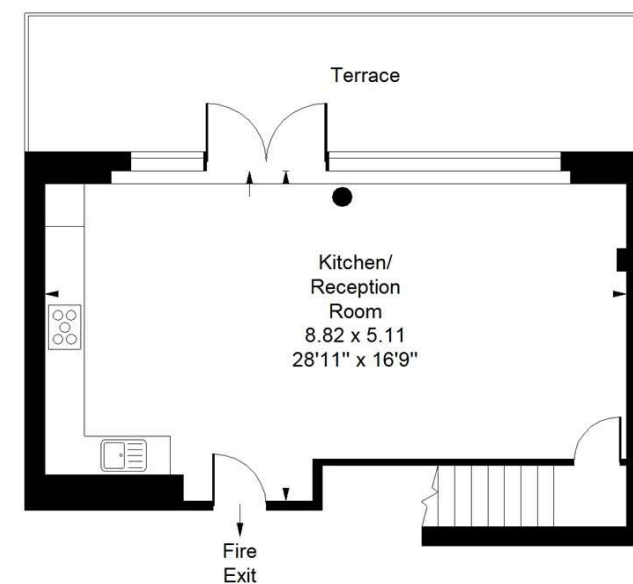 Terrace
Kitchen/
Reception
Room
8.82 x 5.11
28'11" x 16'9"
Fire
Exit